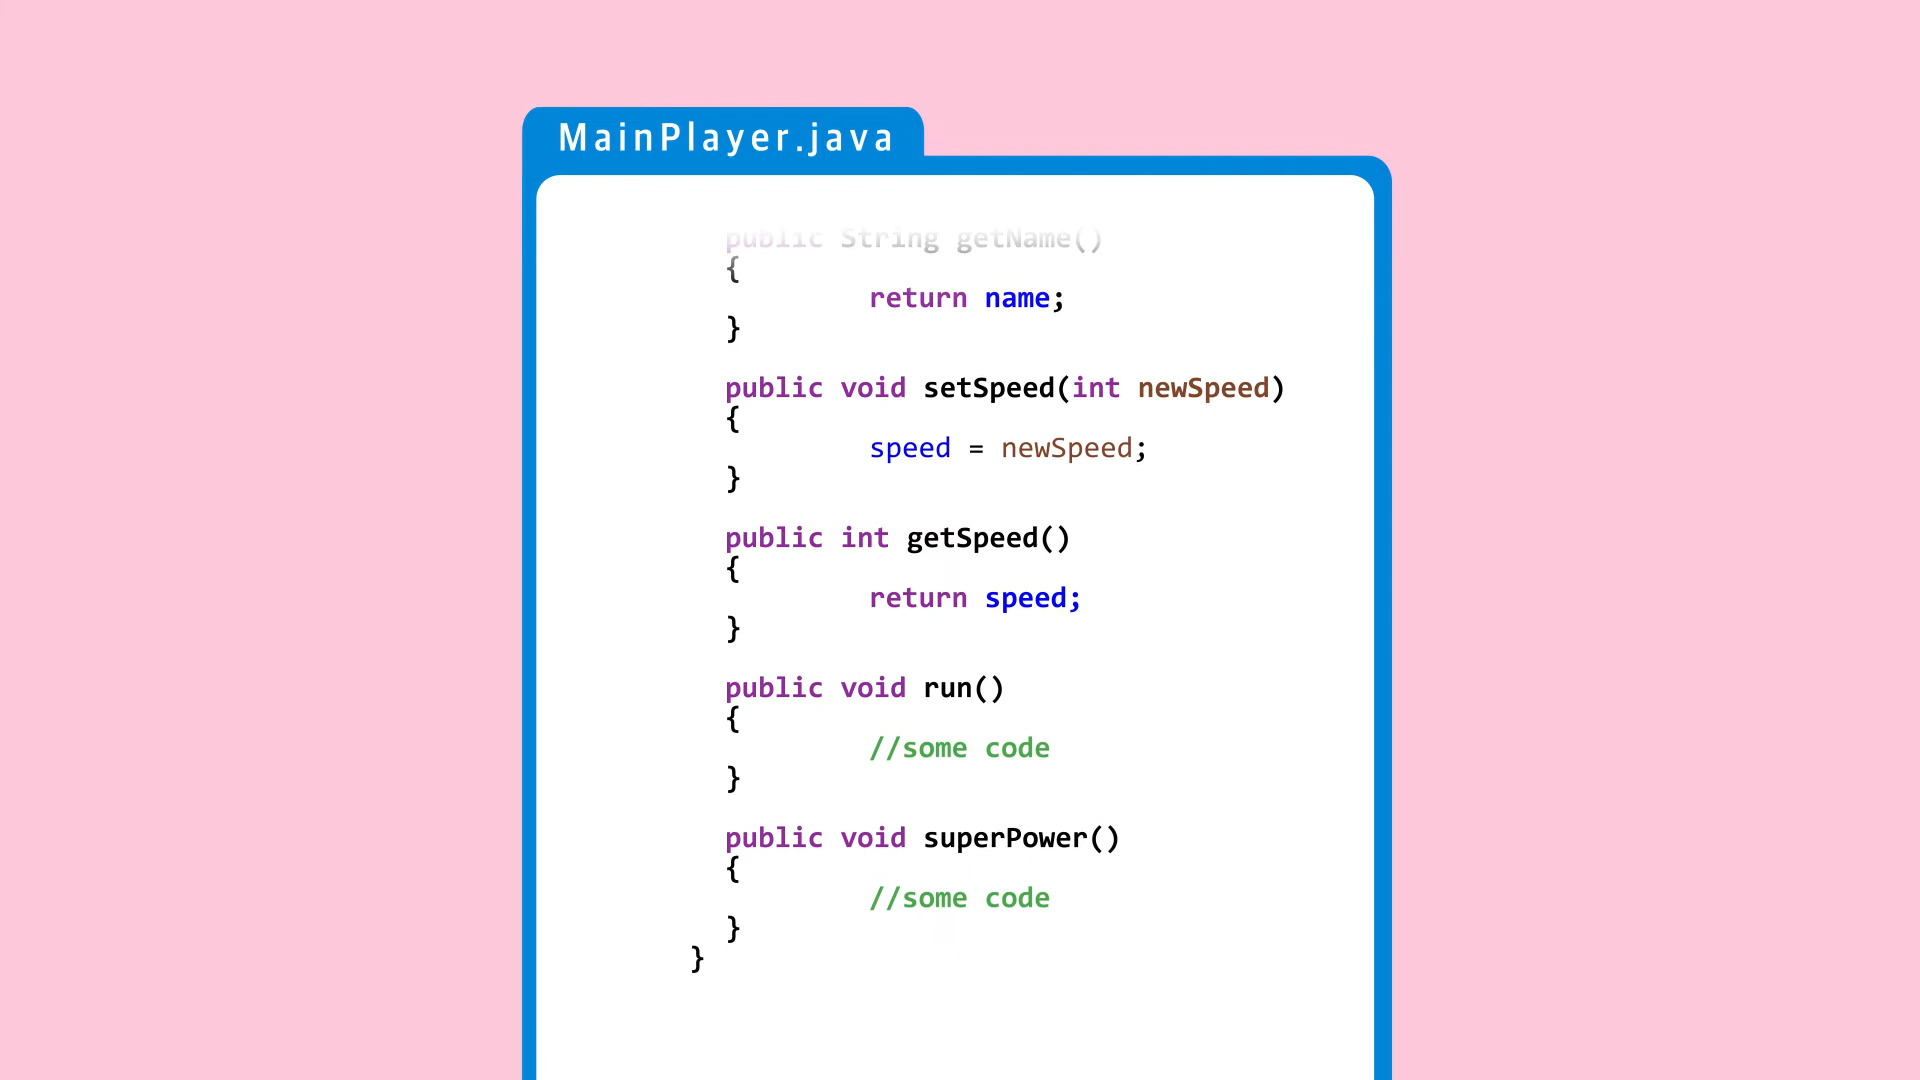 MainPlayer.java
public String getName()
{
return name;
}
public void setSpeed(int newSpeed)
{
speed = newSpeed;
}
public int getSpeed()
{
return speed;
}
public void run()
{
//some code
}
public void superPower()
{
//some code
}
}